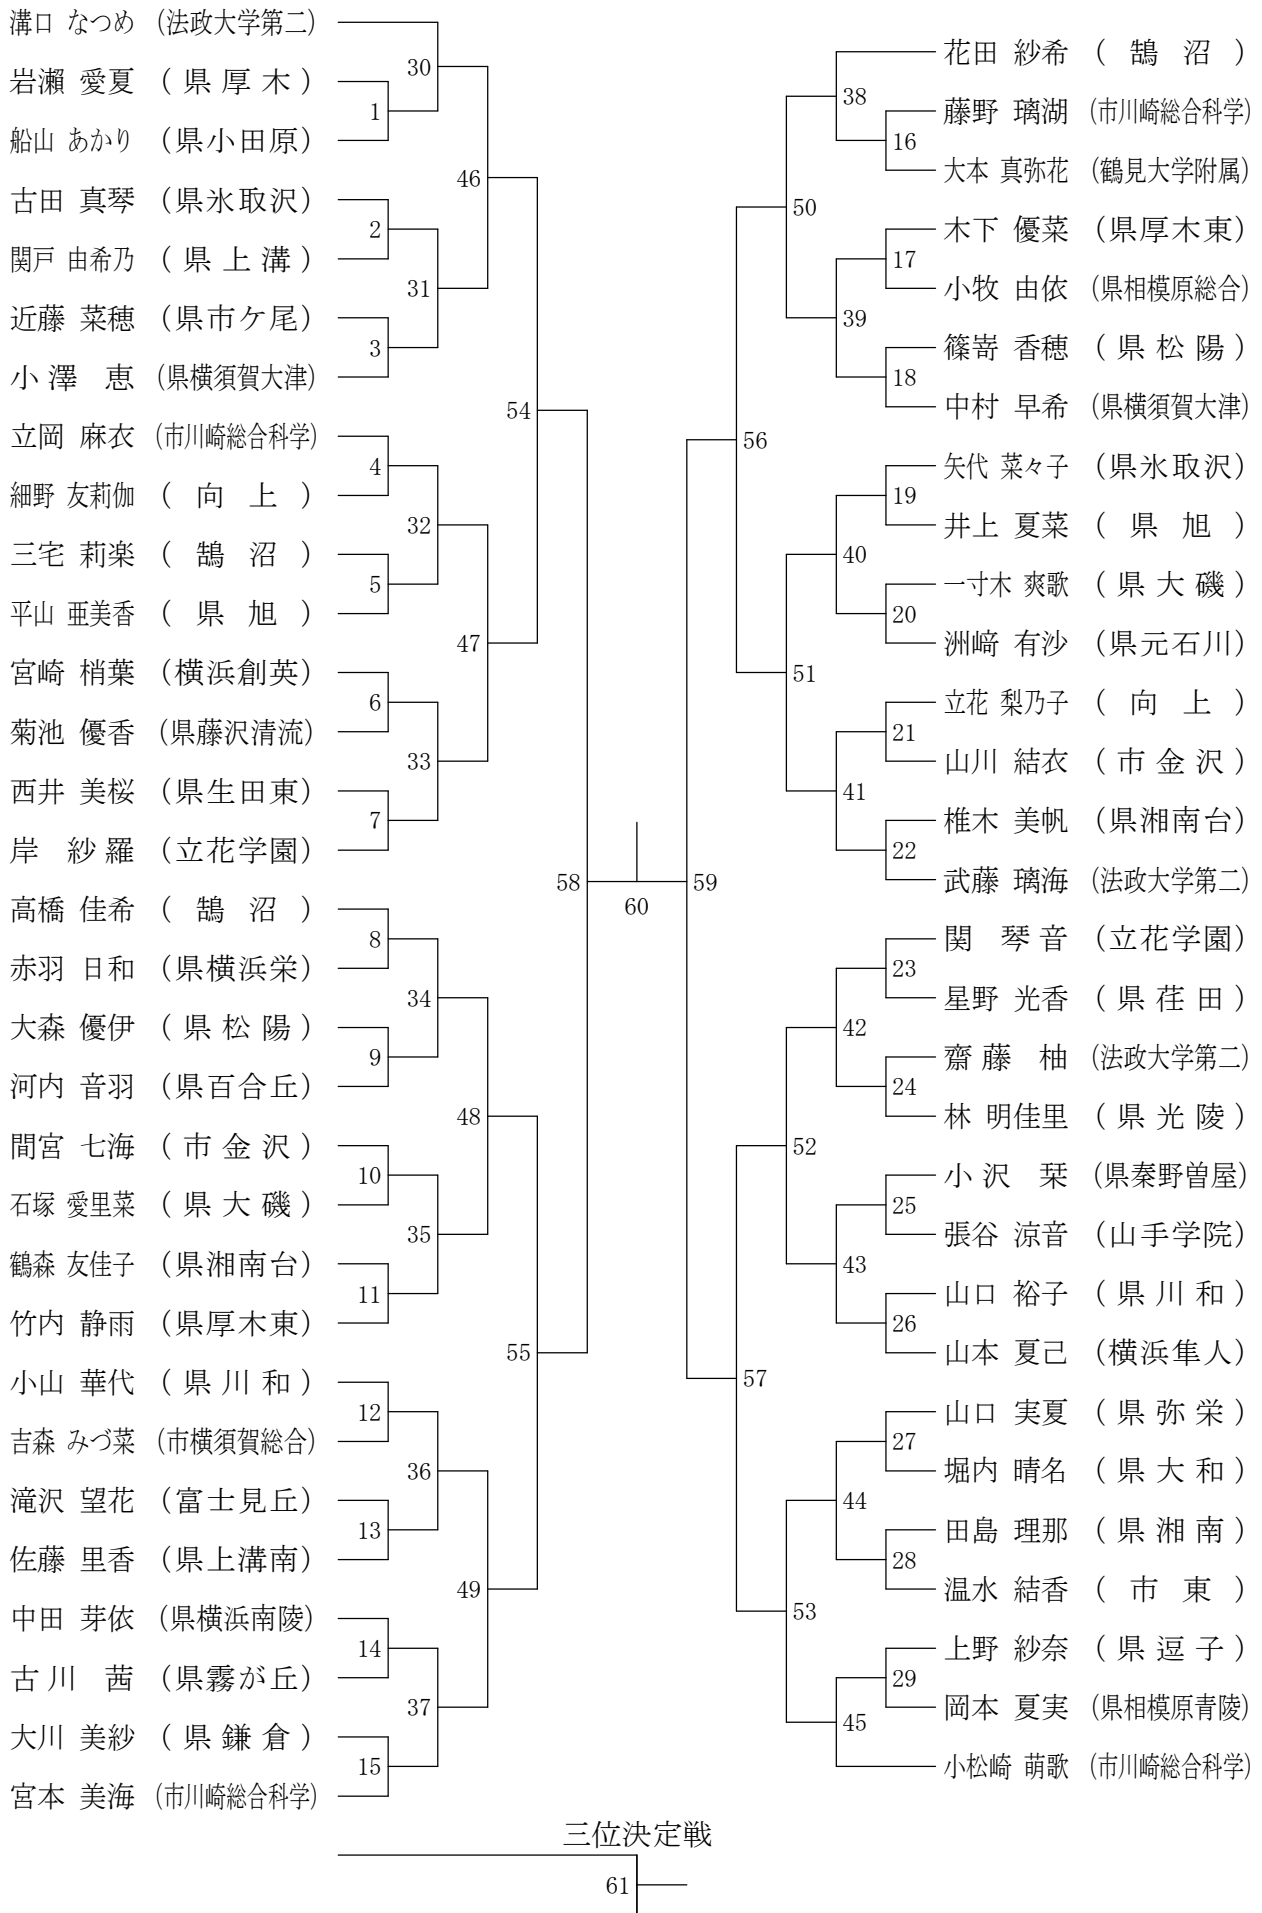 溝口 なつめ (法政大学第二)
岩瀬 愛夏 (県厚木)
船山 あかり (県小田原)
古田 真琴 (県氷取沢)
関戸 由希乃 (県上溝)
近藤 菜穂 (県市ケ尾)
小澤 恵 (県横須賀大津)
立岡 麻衣 (市川崎総合科学)
細野 友莉伽 (向上)
三宅 莉楽 (鵠沼)
平山 亜美香 (県旭)
宮崎 梢葉 (横浜創英)
菊池 優香 (県藤沢清流)
西井 美桜 (県生田東)
岸 紗羅 (立花学園)
高橋 佳希 (鵠沼)
赤羽 日和 (県横浜栄)
大森 優伊 (県松陽)
河内 音羽 (県百合丘)
間宮 七海 (市金沢)
石塚 愛里菜 (県大磯)
鶴森 友佳子 (県湘南台)
竹内 静雨 (県厚木東)
小山 華代 (県川和)
吉森 みづ菜 (市横須賀総合)
滝沢 望花 (富士見丘)
佐藤 里香 (県上溝南)
中田 芽依 (県横浜南陵)
古川 茜 (県霧が丘)
大川 美紗 (県鎌倉)
宮本 美海 (市川崎総合科学)
1
2
3
4
5
6
7
8
9
10
11
12
13
14
15
30
31
32
33
34
35
36
37
46
47
48
49
54
55
58
60
59
56
57
50
51
52
53
38
39
40
41
42
43
44
45
16
17
18
19
20
21
22
23
24
25
26
27
28
29
花田 紗希 (鵠沼)
藤野 璃湖 (市川崎総合科学)
大本 真弥花 (鶴見大学附属)
木下 優菜 (県厚木東)
小牧 由依 (県相模原総合)
篠嵜 香穂 (県松陽)
中村 早希 (県横須賀大津)
矢代 菜々子 (県氷取沢)
井上 夏菜 (県旭)
一寸木 爽歌 (県大磯)
洲﨑 有沙 (県元石川)
立花 梨乃子 (向上)
山川 結衣 (市金沢)
椎木 美帆 (県湘南台)
武藤 璃海 (法政大学第二)
関 琴音 (立花学園)
星野 光香 (県荏田)
齋藤 柚 (法政大学第二)
林 明佳里 (県光陵)
小沢 栞 (県秦野曽屋)
張谷 涼音 (山手学院)
山口 裕子 (県川和)
山本 夏己 (横浜隼人)
山口 実夏 (県弥栄)
堀内 晴名 (県大和)
田島 理那 (県湘南)
温水 結香 (市東)
上野 紗奈 (県逗子)
岡本 夏実 (県相模原青陵)
小松崎 萌歌 (市川崎総合科学)
三位決定戦
61